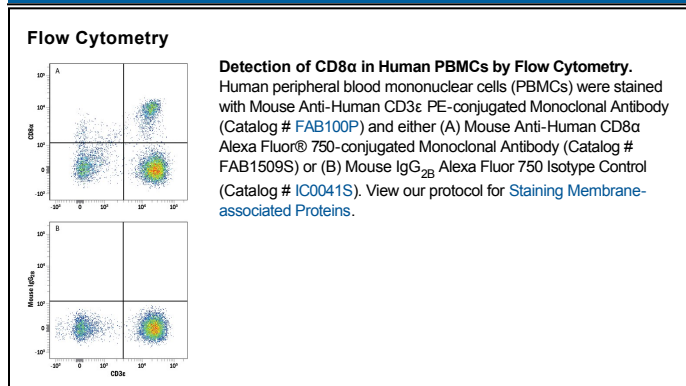 Flow Cytometry
Detection of CD8α in Human PBMCs by Flow Cytometry.
Human peripheral blood mononuclear cells (PBMCs) were stained
with Mouse Anti-Human CD3ε PE-conjugated Monoclonal Antibody
(Catalog # FAB100P) and either (A) Mouse Anti-Human CD8α
Alexa Fluor® 750-conjugated Monoclonal Antibody (Catalog #
FAB1509S) or (B) Mouse IgG2B Alexa Fluor 750 Isotype Control
(Catalog # IC0041S). View our protocol for Staining Membrane-
associated Proteins.
A
CD8α
B
Mouse IgG2B
CD3ε